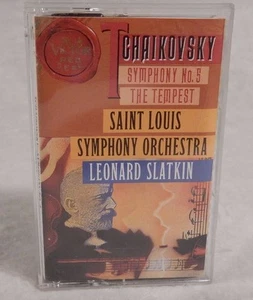 TCHAIKOVSKY
SYMPHONY No. 5
THE TEMPEST
SAINT LOUIS
SYMPHONY ORCHESTRA
LEONARD SLATKIN